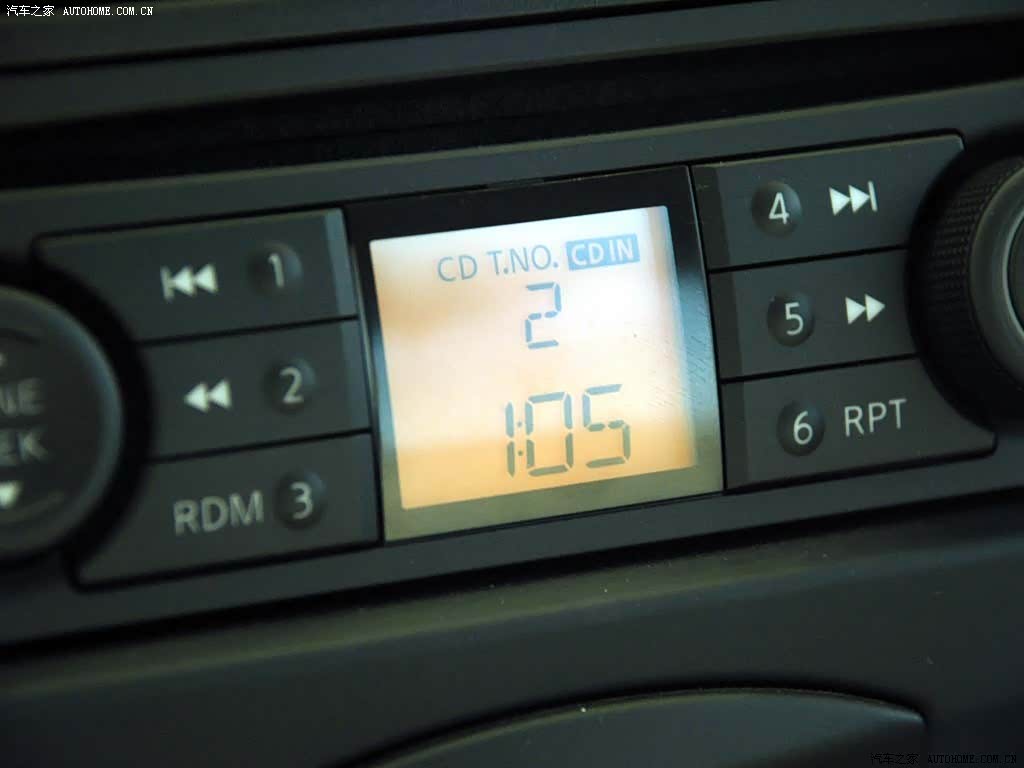 汽车之家 AUTOHOME.COM.CN
1
2
RDM 3
CD T.NO. CD IN
2
1:05
4
5
6 RPT
汽车之家 AUTOHOME.COM.CN